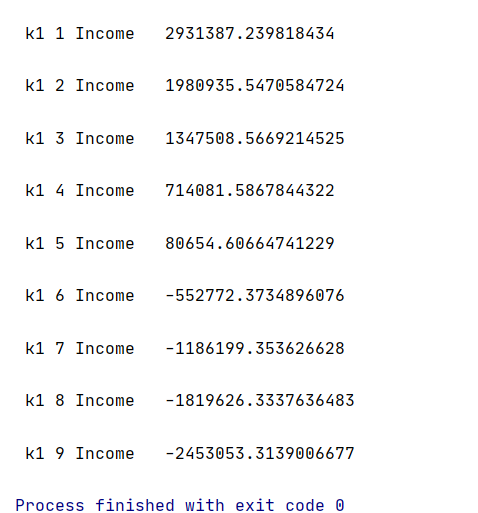 k1 1 Income   2931387.239818434
k1 2 Income   1980935.5470584724
k1 3 Income   1347508.5669214525
k1 4 Income   714081.5867844322
k1 5 Income   80654.60664741229
k1 6 Income   -552772.3734896076
k1 7 Income   -1186199.353626628
k1 8 Income   -1819626.3337636483
k1 9 Income   -2453053.3139006677
Process finished with exit code 0